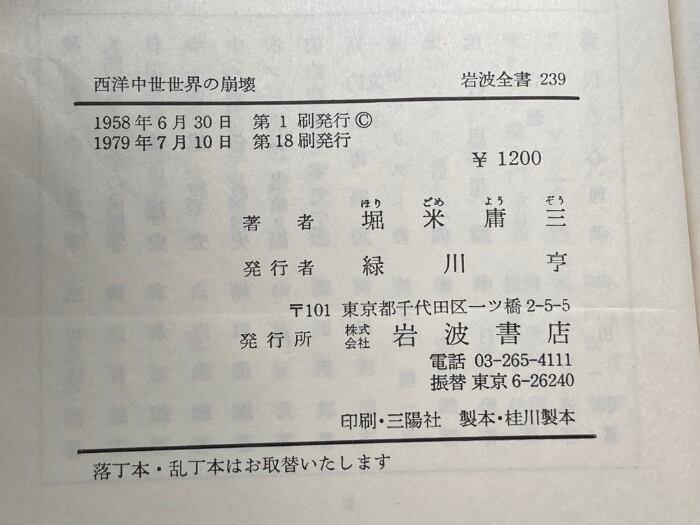 西洋中世世界の崩壊 岩波全書 239
1958年6月30日 第1刷発行©
1979年7月10日 第18刷発行
¥ 1200
ほり ごめ よう ぞう
著者 堀米庸三
発行者 緑川亨
〒101 東京都千代田区一ツ橋 2-5-5
発行所 株式会社 岩波書店
電話 03-265-4111
振替 東京 6-26240
印刷・三陽社 製本・桂川製本
落丁本・乱丁本はお取替いたします